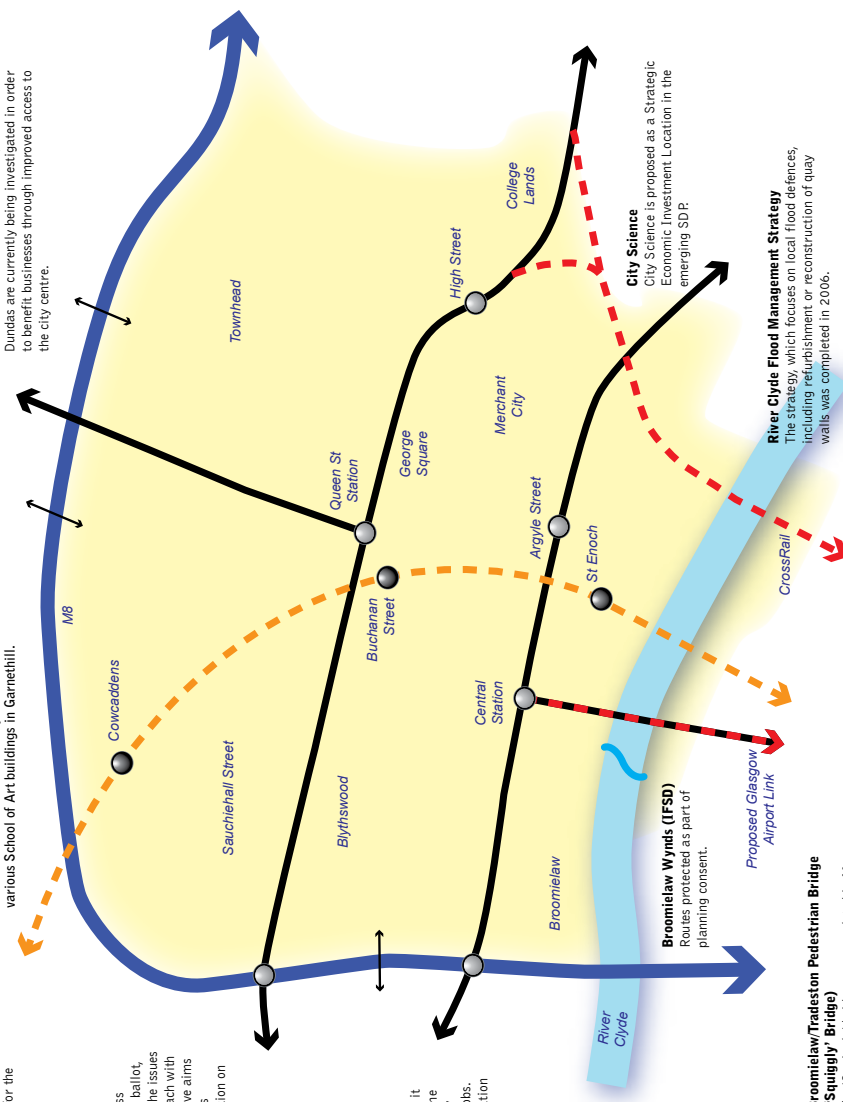 Dundas are currently being investigated in order
to benefit businesses through improved access to
the city centre.
various School of Art buildings in Garnethill.
or the
ss
ballot,
he issues
ach with
ve aims
s
tion on
it
ne
obs.
ation
M8
Townhead
Cowcaddens
Sauchiehall Street
Queen St
Station
High Street
College
Lands
George
Square
Buchanan
Street
Blythswood
Merchant
City
Argyle Street
Central
Station
St Enoch
Broomielaw
City Science
City Science is proposed as a Strategic
Economic Investment Location in the
emerging SDP.
River Clyde Flood Management Strategy
The strategy, which focuses on local flood defences,
including refurbishment or reconstruction of quay
walls was completed in 2006.
CrossRail
Broomielaw Wynds (IFSD)
Routes protected as part of
planning consent.
Proposed Glasgow
Airport Link
River
Clyde
roomielaw/Tradeston Pedestrian Bridge
'Squiggly' Bridge)